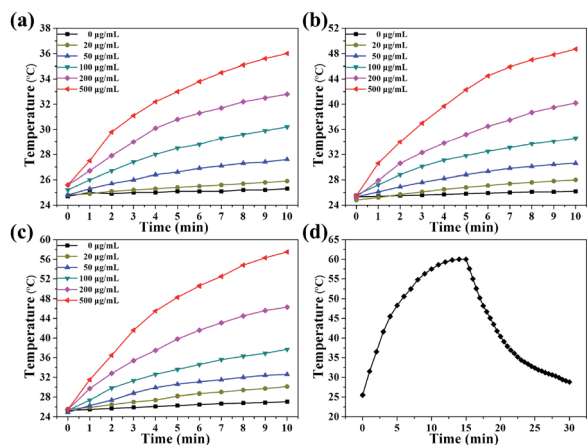 (a)
0 µg/mL
20 µg/mL
50 µg/mL
100 µg/mL
200 µg/mL
500 µg/mL
38
36
34
32
30
28
26
24
Temperature (°C)
0 1 2 3 4 5 6 7 8 9 10
Time (min)
(b)
0 µg/mL
20 µg/mL
50 µg/mL
100 µg/mL
200 µg/mL
500 µg/mL
52
48
44
40
36
32
28
24
Temperature (°C)
0 1 2 3 4 5 6 7 8 9 10
Time (min)
(c)
0 µg/mL
20 µg/mL
50 µg/mL
100 µg/mL
200 µg/mL
500 µg/mL
60
56
52
48
44
40
36
32
28
24
Temperature (°C)
0 1 2 3 4 5 6 7 8 9 10
Time (min)
(d)
65
60
55
50
45
40
35
30
25
20
Temperature (°C)
0 5 10 15 20 25 30
Time (min)